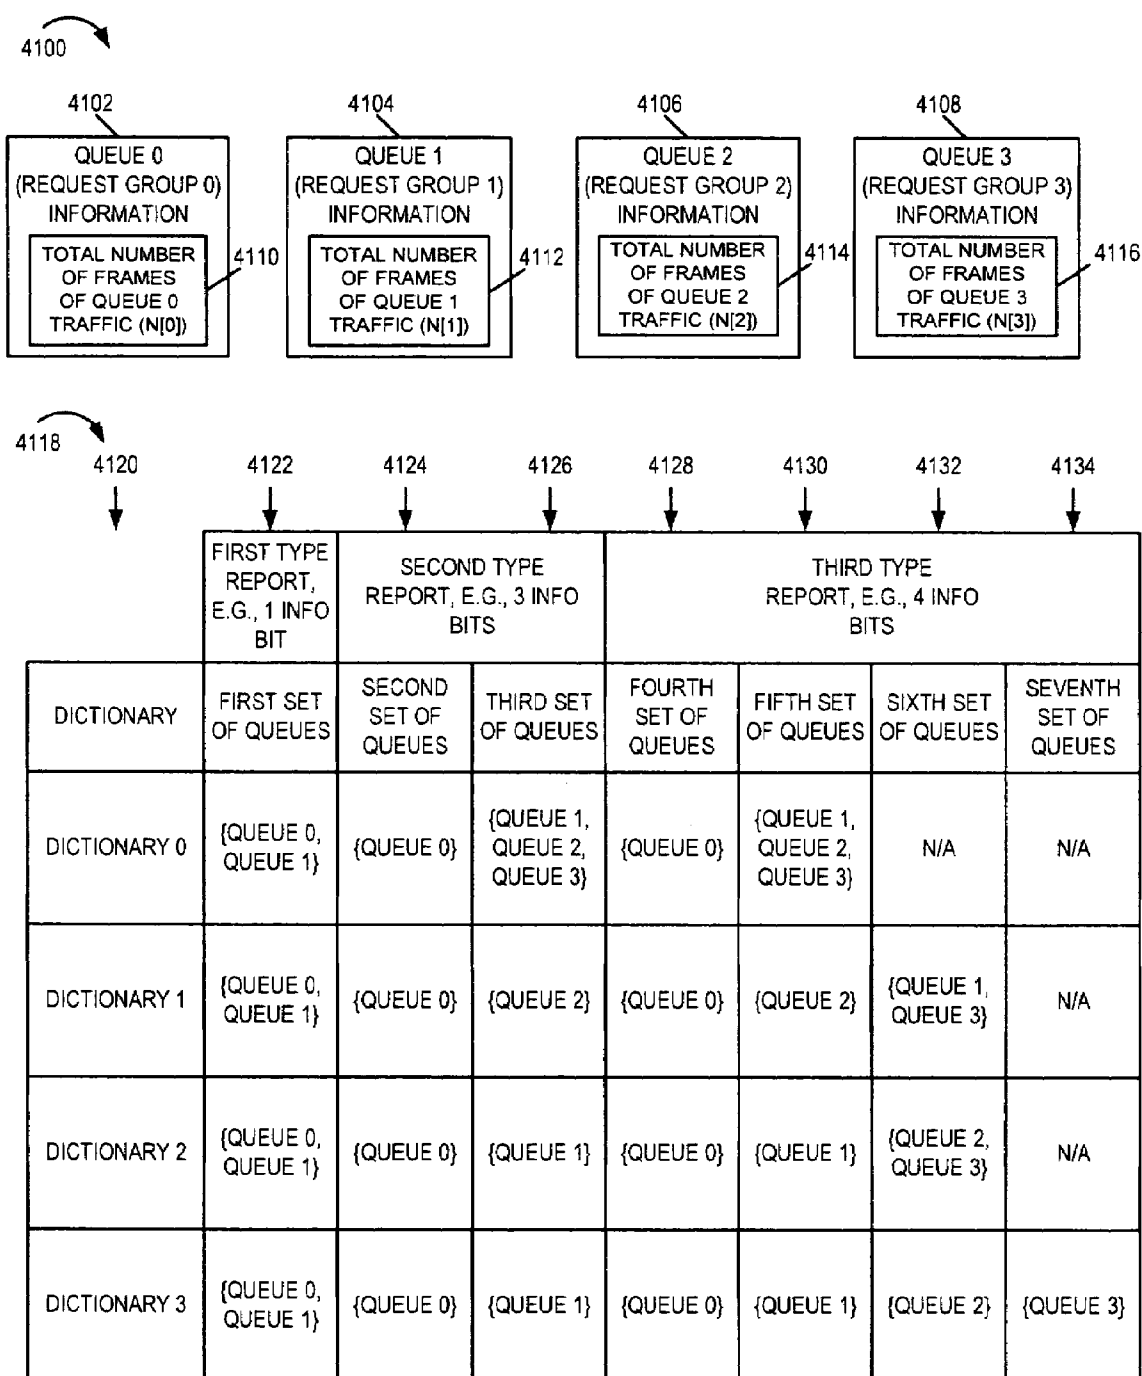 4100
4102 4104 4106 4108
QUEUE 0
(REQUEST GROUP 0)
INFORMATION
TOTAL NUMBER
OF FRAMES
OF QUEUE 0
TRAFFIC (N[0])
4110
QUEUE 1
(REQUEST GROUP 1)
INFORMATION
TOTAL NUMBER
OF FRAMES
OF QUEUE 1
TRAFFIC (N[1])
4112
QUEUE 2
(REQUEST GROUP 2)
INFORMATION
TOTAL NUMBER
OF FRAMES
OF QUEUE 2
TRAFFIC (N[2])
4114
QUEUE 3
(REQUEST GROUP 3)
INFORMATION
TOTAL NUMBER
OF FRAMES
OF QUEUE 3
TRAFFIC (N[3])
4116
4118
4120 4122 4124 4126 4128 4130 4132 4134
FIRST TYPE
REPORT,
E.G., 1 INFO
BIT
SECOND TYPE
REPORT, E.G., 3 INFO
BITS
THIRD TYPE
REPORT, E.G., 4 INFO
BITS
DICTIONARY
FIRST SET
OF QUEUES
SECOND
SET OF
QUEUES
THIRD SET
OF QUEUES
FOURTH
SET OF
QUEUES
FIFTH SET
OF QUEUES
SIXTH SET
OF QUEUES
SEVENTH
SET OF
QUEUES
DICTIONARY 0
{QUEUE 0,
QUEUE 1}
{QUEUE 0}
{QUEUE 1,
QUEUE 2,
QUEUE 3}
{QUEUE 0}
{QUEUE 1,
QUEUE 2,
QUEUE 3}
N/A
N/A
DICTIONARY 1
{QUEUE 0,
QUEUE 1}
{QUEUE 0}
{QUEUE 2}
{QUEUE 0}
{QUEUE 2}
{QUEUE 1,
QUEUE 3}
N/A
DICTIONARY 2
{QUEUE 0,
QUEUE 1}
{QUEUE 0}
{QUEUE 1}
{QUEUE 0}
{QUEUE 1}
{QUEUE 2,
QUEUE 3}
N/A
DICTIONARY 3
{QUEUE 0,
QUEUE 1}
{QUEUE 0}
{QUEUE 1}
{QUEUE 0}
{QUEUE 1}
{QUEUE 2}
{QUEUE 3}